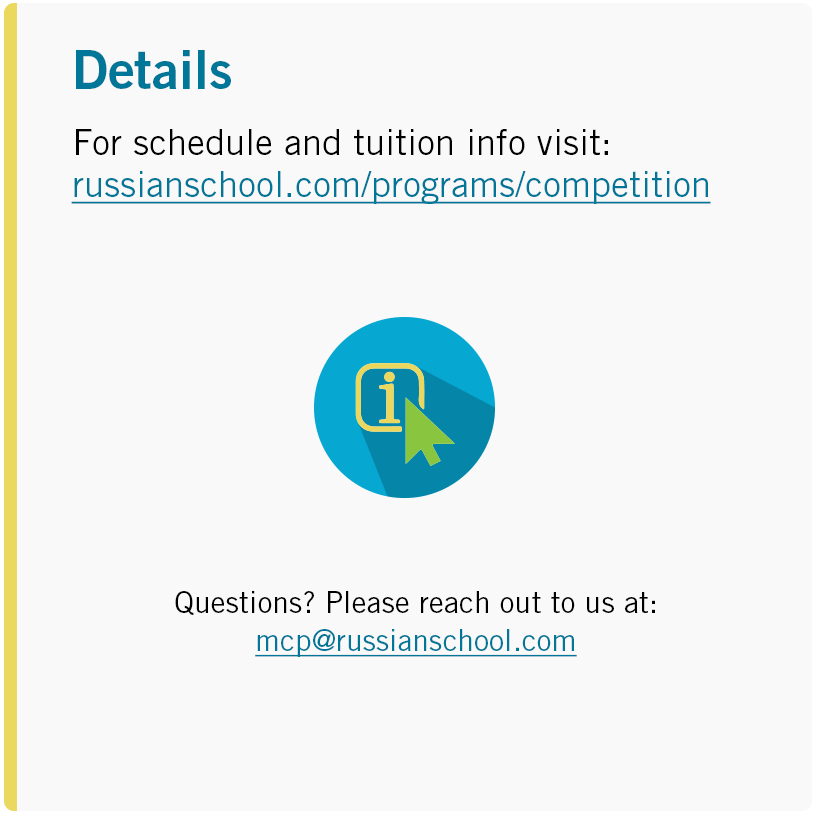 Details
For schedule and tuition info visit:
russianschool.com/programs/competition
i
Questions? Please reach out to us at:
mcp@russianschool.com